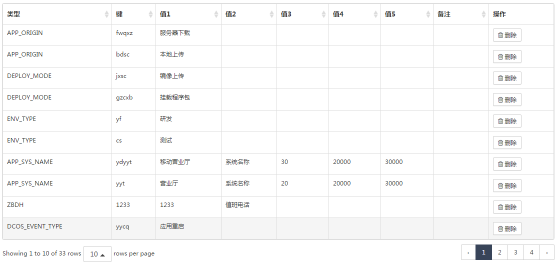 类型 键 值1 值2 值3 值4 值5 备注 操作
APP_ORIGIN fwqxz 服务器下载 删除
APP_ORIGIN bdsc 本地上传 删除
DEPLOY_MODE jxsc 镜像上传 删除
DEPLOY_MODE gzcxb 挂载程序包 删除
ENV_TYPE yf 研发 删除
ENV_TYPE cs 测试 删除
APP_SYS_NAME ydyyt 移动营业厅 系统名称 30 20000 30000 删除
APP_SYS_NAME yyt 营业厅 系统名称 20 20000 30000 删除
ZBDH 1233 1233 值班电话 删除
DCOS_EVENT_TYPE yycq 应用重启 删除
Showing 1 to 10 of 33 rows 10 rows per page ‹ 1 2 3 4 ›